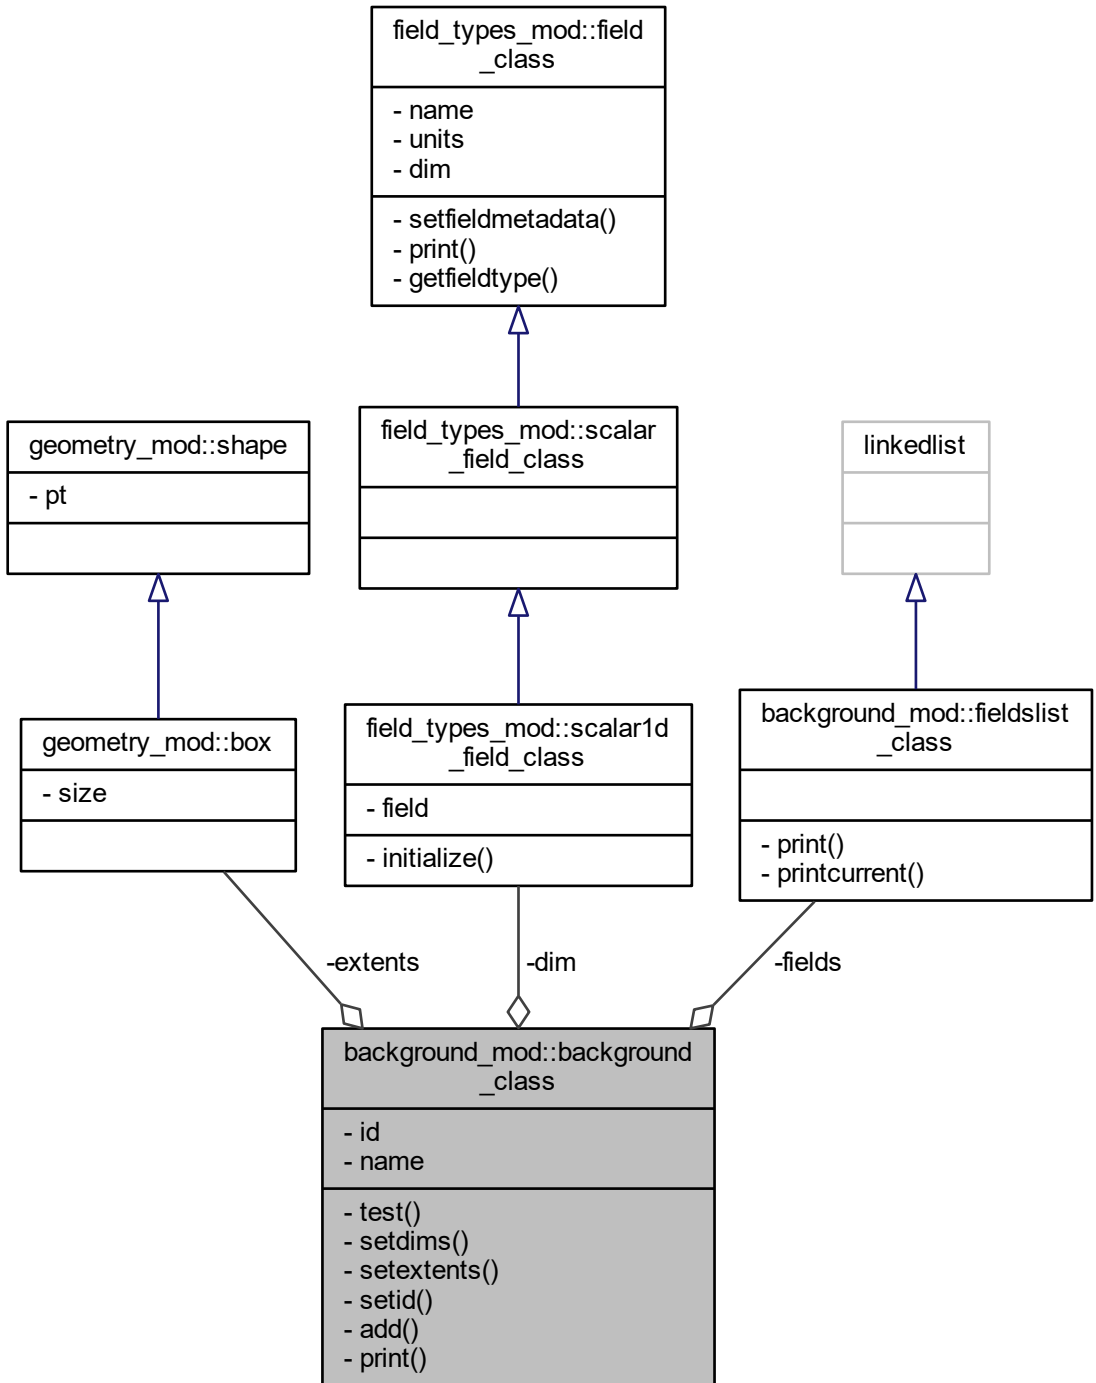 field_types_mod::field
_class
- name
- units
- dim
- setfieldmetadata()
- print()
- getfieldtype()
geometry_mod::shape
- pt
field_types_mod::scalar
_field_class
linkedlist
geometry_mod::box
- size
field_types_mod::scalar1d
_field_class
- field
- initialize()
background_mod::fieldslist
_class
- print()
- printcurrent()
-extents
-dim
-fields
background_mod::background
_class
- id
- name
- test()
- setdims()
- setextents()
- setid()
- add()
- print()